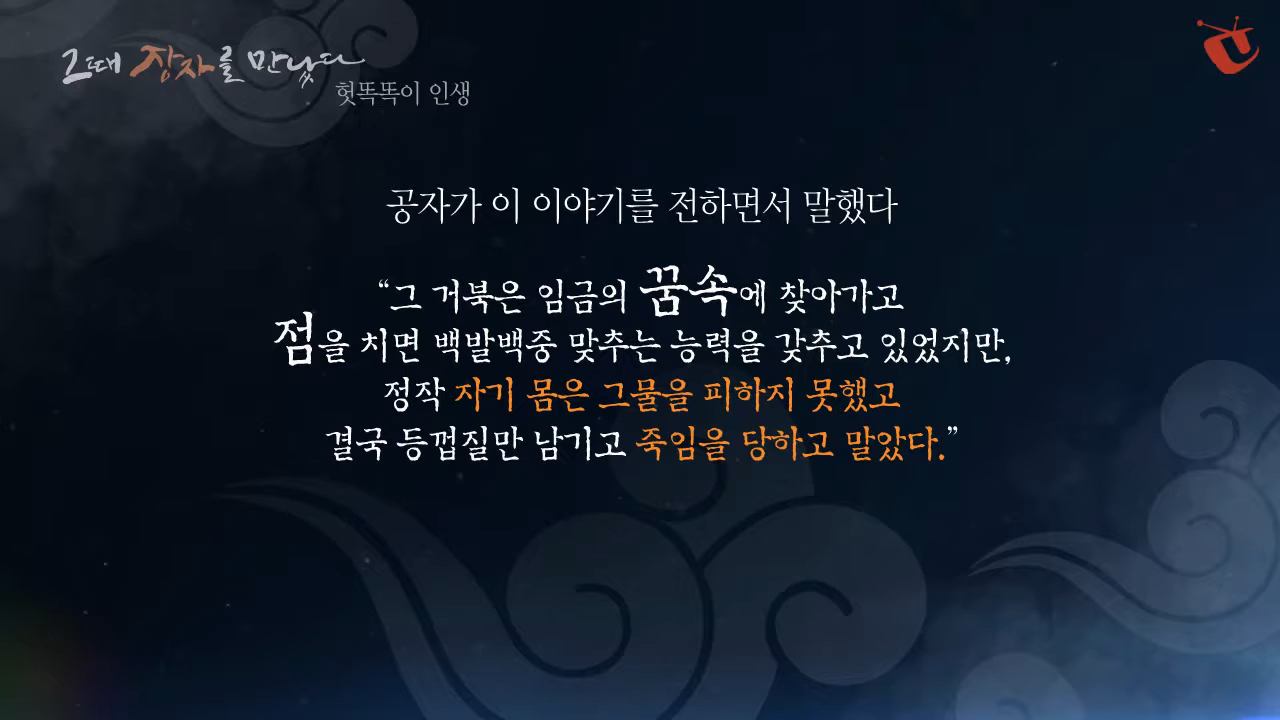 그때 장자를 만났다
헛똑똑이 인생
공자가 이 이야기를 전하면서 말했다
“그 거북은 임금의 꿈속에 찾아가고
점을 치면 백발백중 맞추는 능력을 갖추고 있었지만,
정작 자기 몸은 그물을 피하지 못했고
결국 등껍질만 남기고 죽임을 당하고 말았다.”